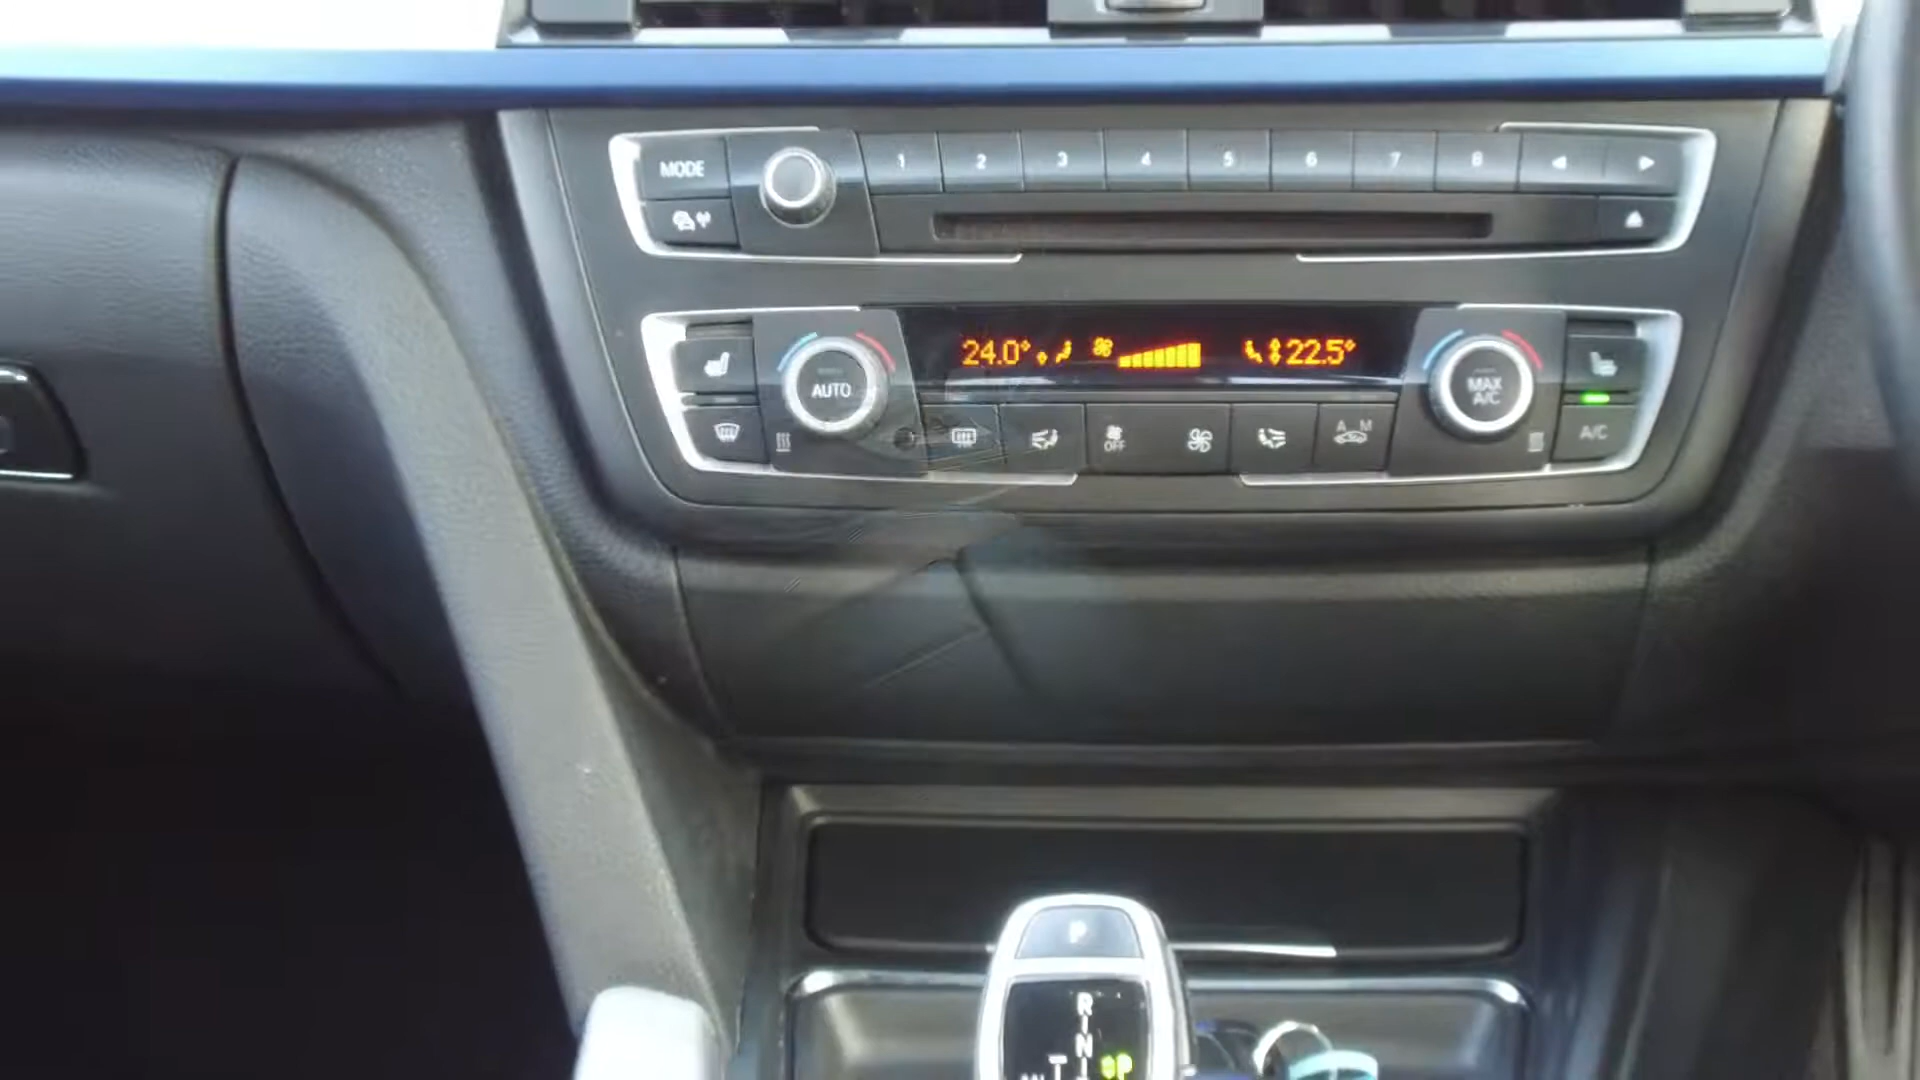 MODE 1 2 3 4 5 6 7 8
24.0° 22.5°
AUTO
MAX
A/C
OFF
A M
A/C
P
R
N
P